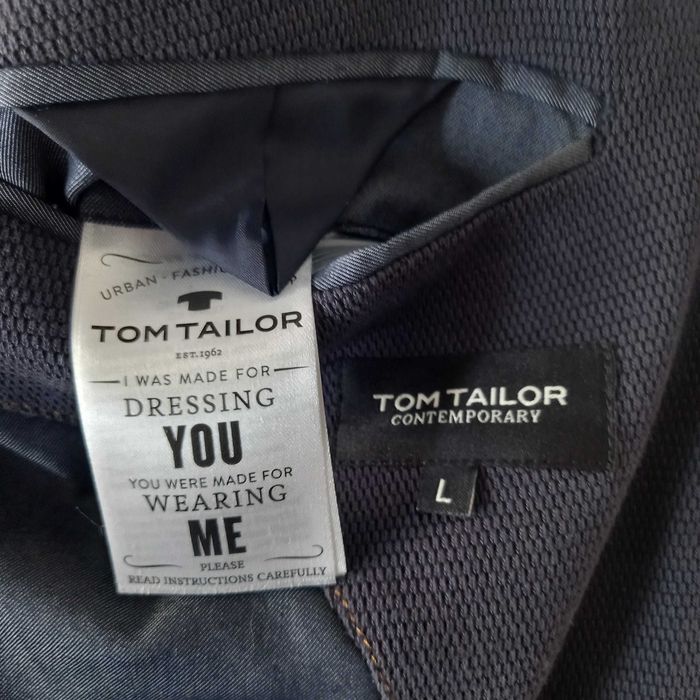 URBAN - FASHI
TOM TAILOR
EST.1962
I WAS MADE FOR
DRESSING
YOU
YOU WERE MADE FOR
WEARING
ME
PLEASE
READ INSTRUCTIONS CAREFULLY
TOM TAILOR
CONTEMPORARY
L